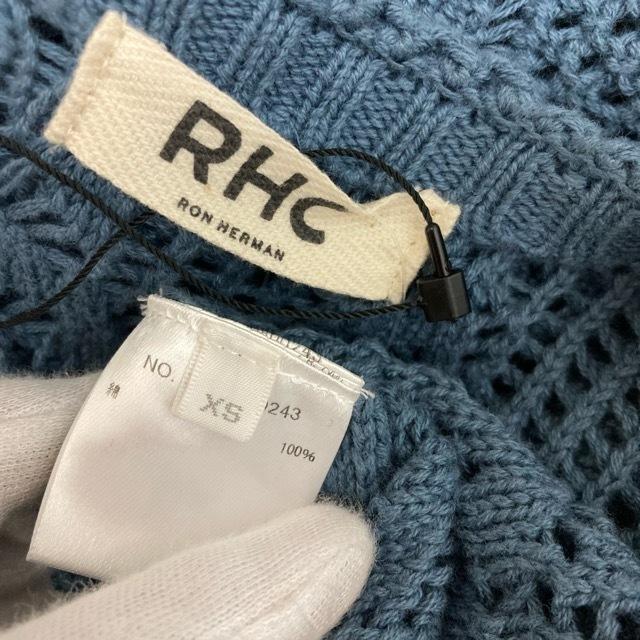 RHC
RON HERMAN
NO.
XS
243
綿
100%